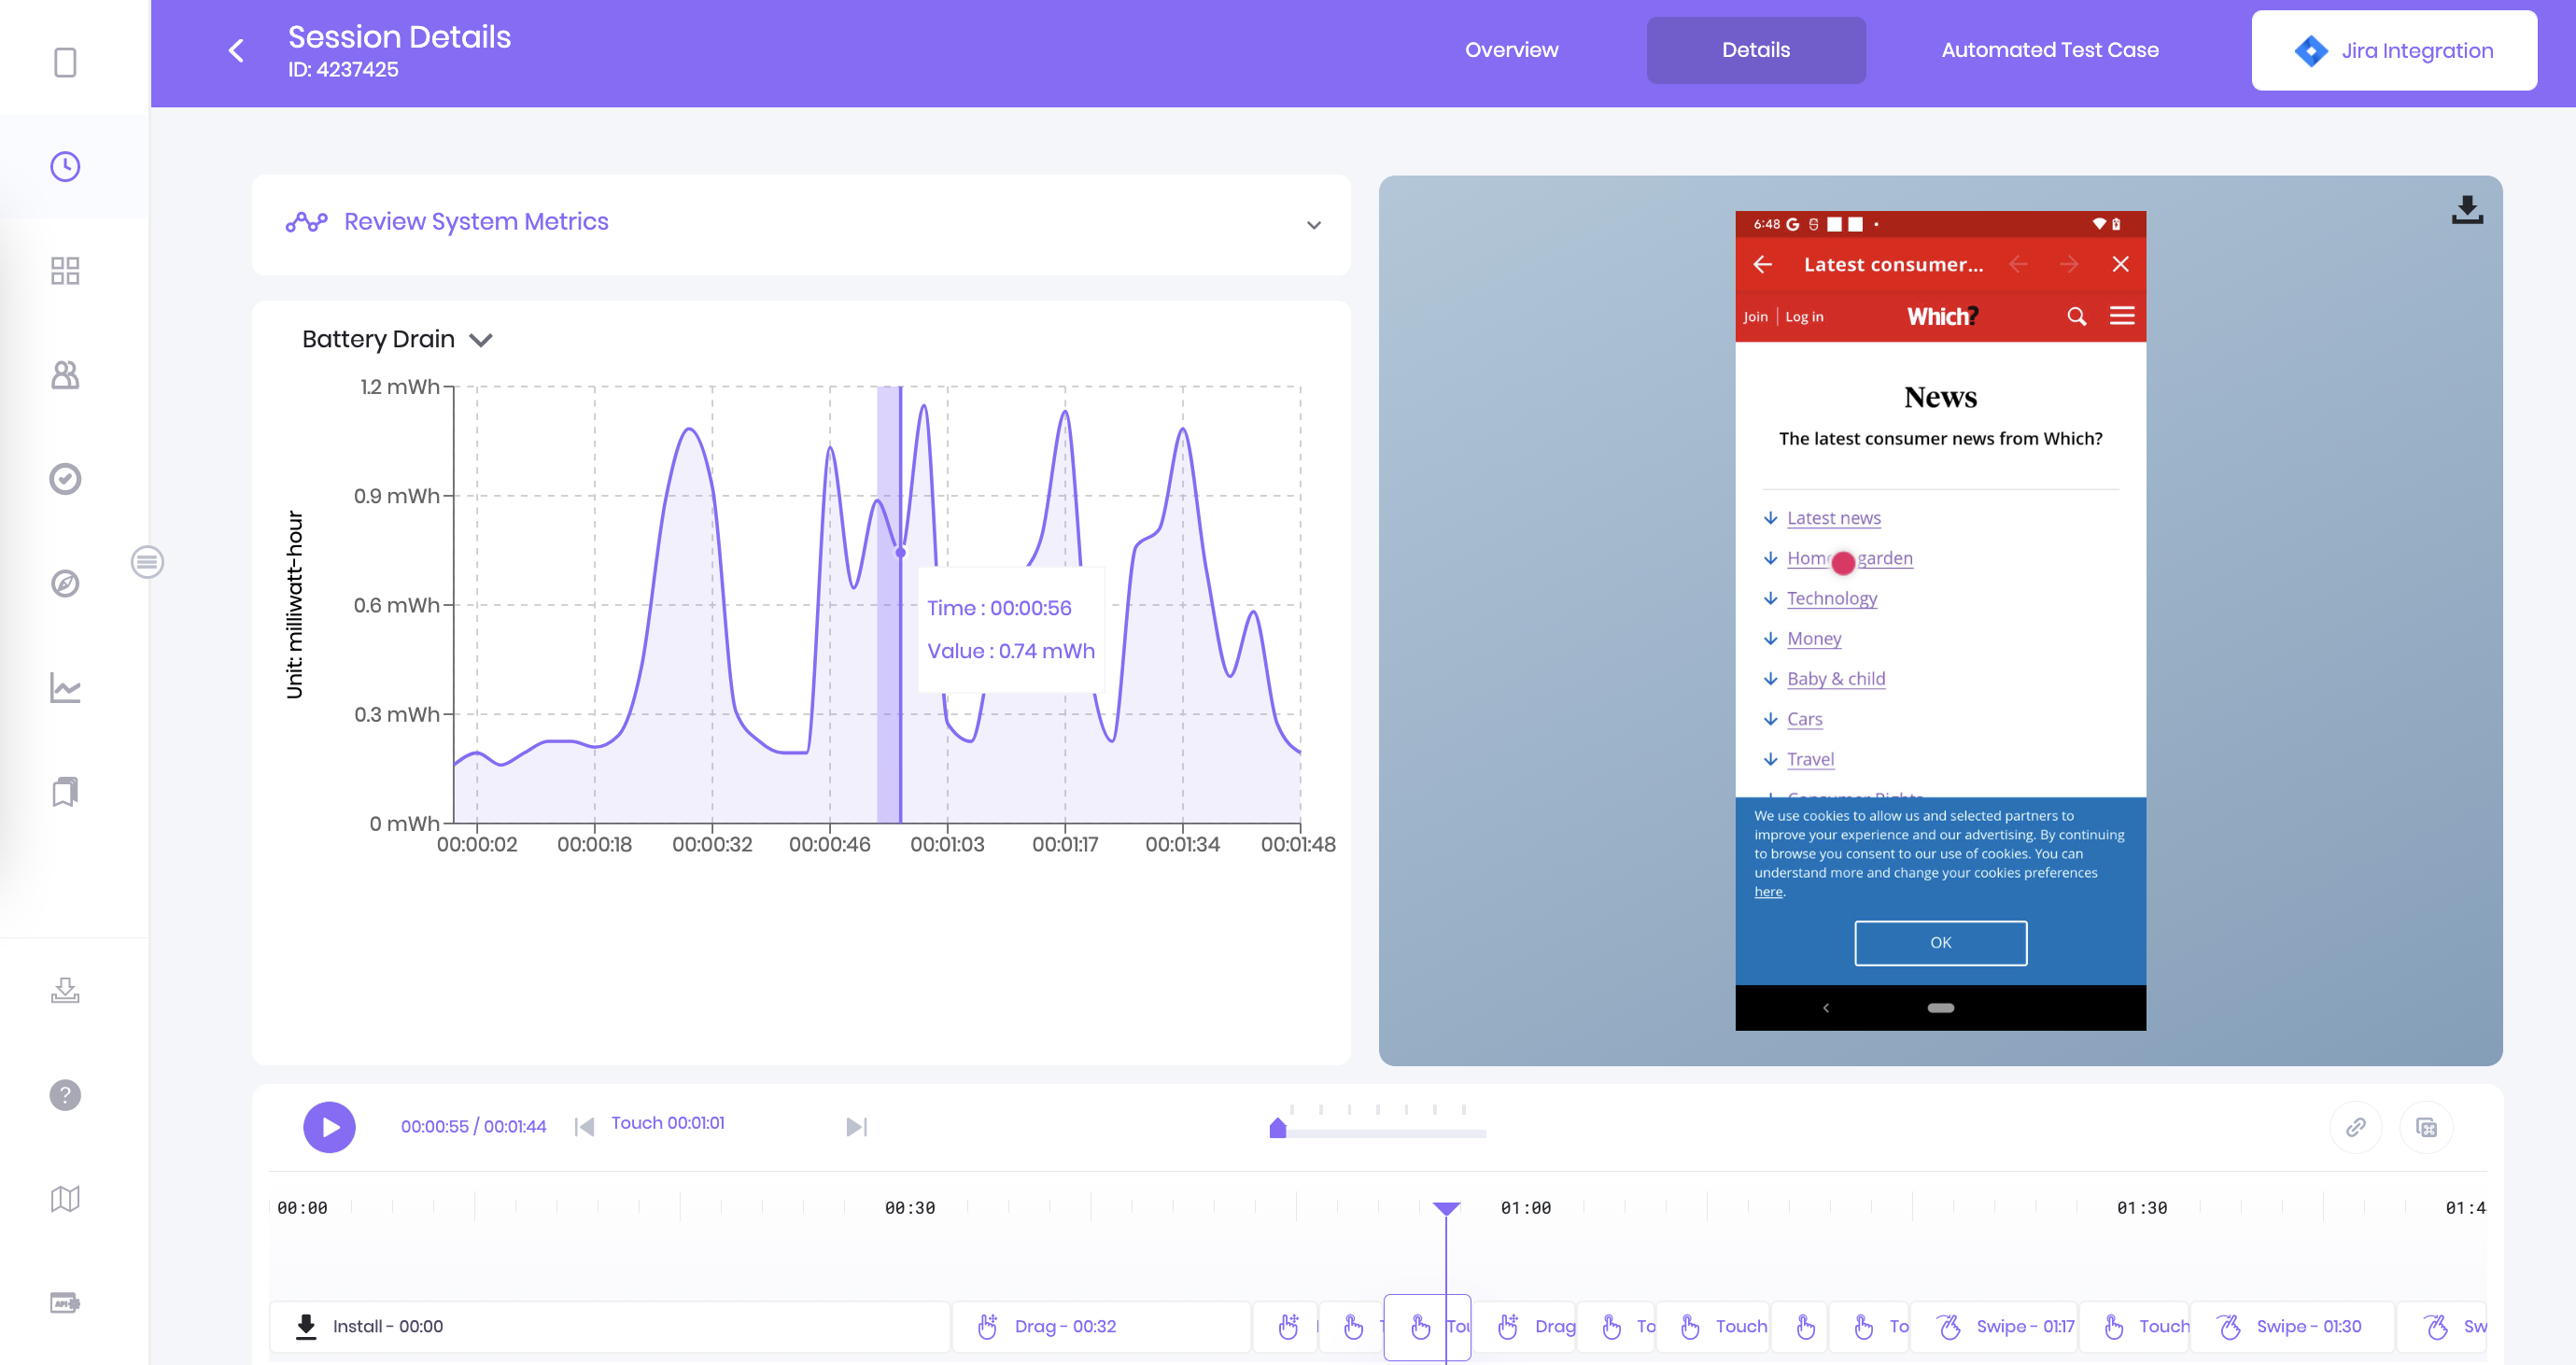 Session Details
ID: 4237425
Overview
Details
Automated Test Case
Jira Integration
Review System Metrics
Battery Drain
Unit: milliwatt-hour
1.2 mWh
0.9 mWh
0.6 mWh
0.3 mWh
0 mWh
00:00:02 00:00:18 00:00:32 00:00:46 00:01:03 00:01:17 00:01:34 00:01:48
Time : 00:00:56
Value : 0.74 mWh
6:48
Latest consumer...
Join | Log in
Which?
News
The latest consumer news from Which?
Latest news
garden
Technology
Money
Baby & child
Cars
Travel
We use cookies to allow us and selected partners to
improve your experience and our advertising. By continuing
to browse you consent to our use of cookies. You can
understand more and change your cookies preferences
here.
OK
?
API
00:00:55 / 00:01:44
Touch 00:01:01
00:00 00:30 01:00 01:30 01:4
Install - 00:00
Drag - 00:32
Tou
Drag
To
Touch
To
Swipe - 01:17
Touch
Swipe - 01:30
Sw